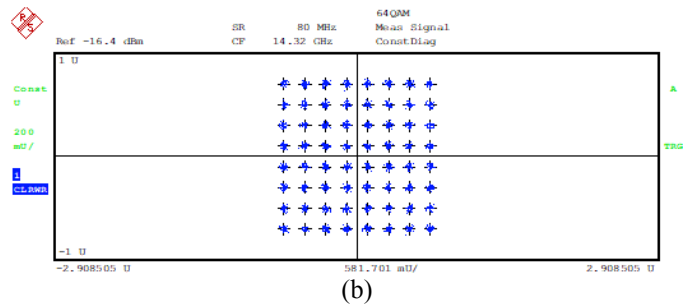 64QAM
SR 80 MHz Meas Signal
Ref -16.4 dBm CF 14.32 GHz ConstDiag
1 U
Const
U
A
200
mU/
TRG
1
CLRWR
-1 U
-2.908505 U 581.701 mU/ 2.908505 U
(b)